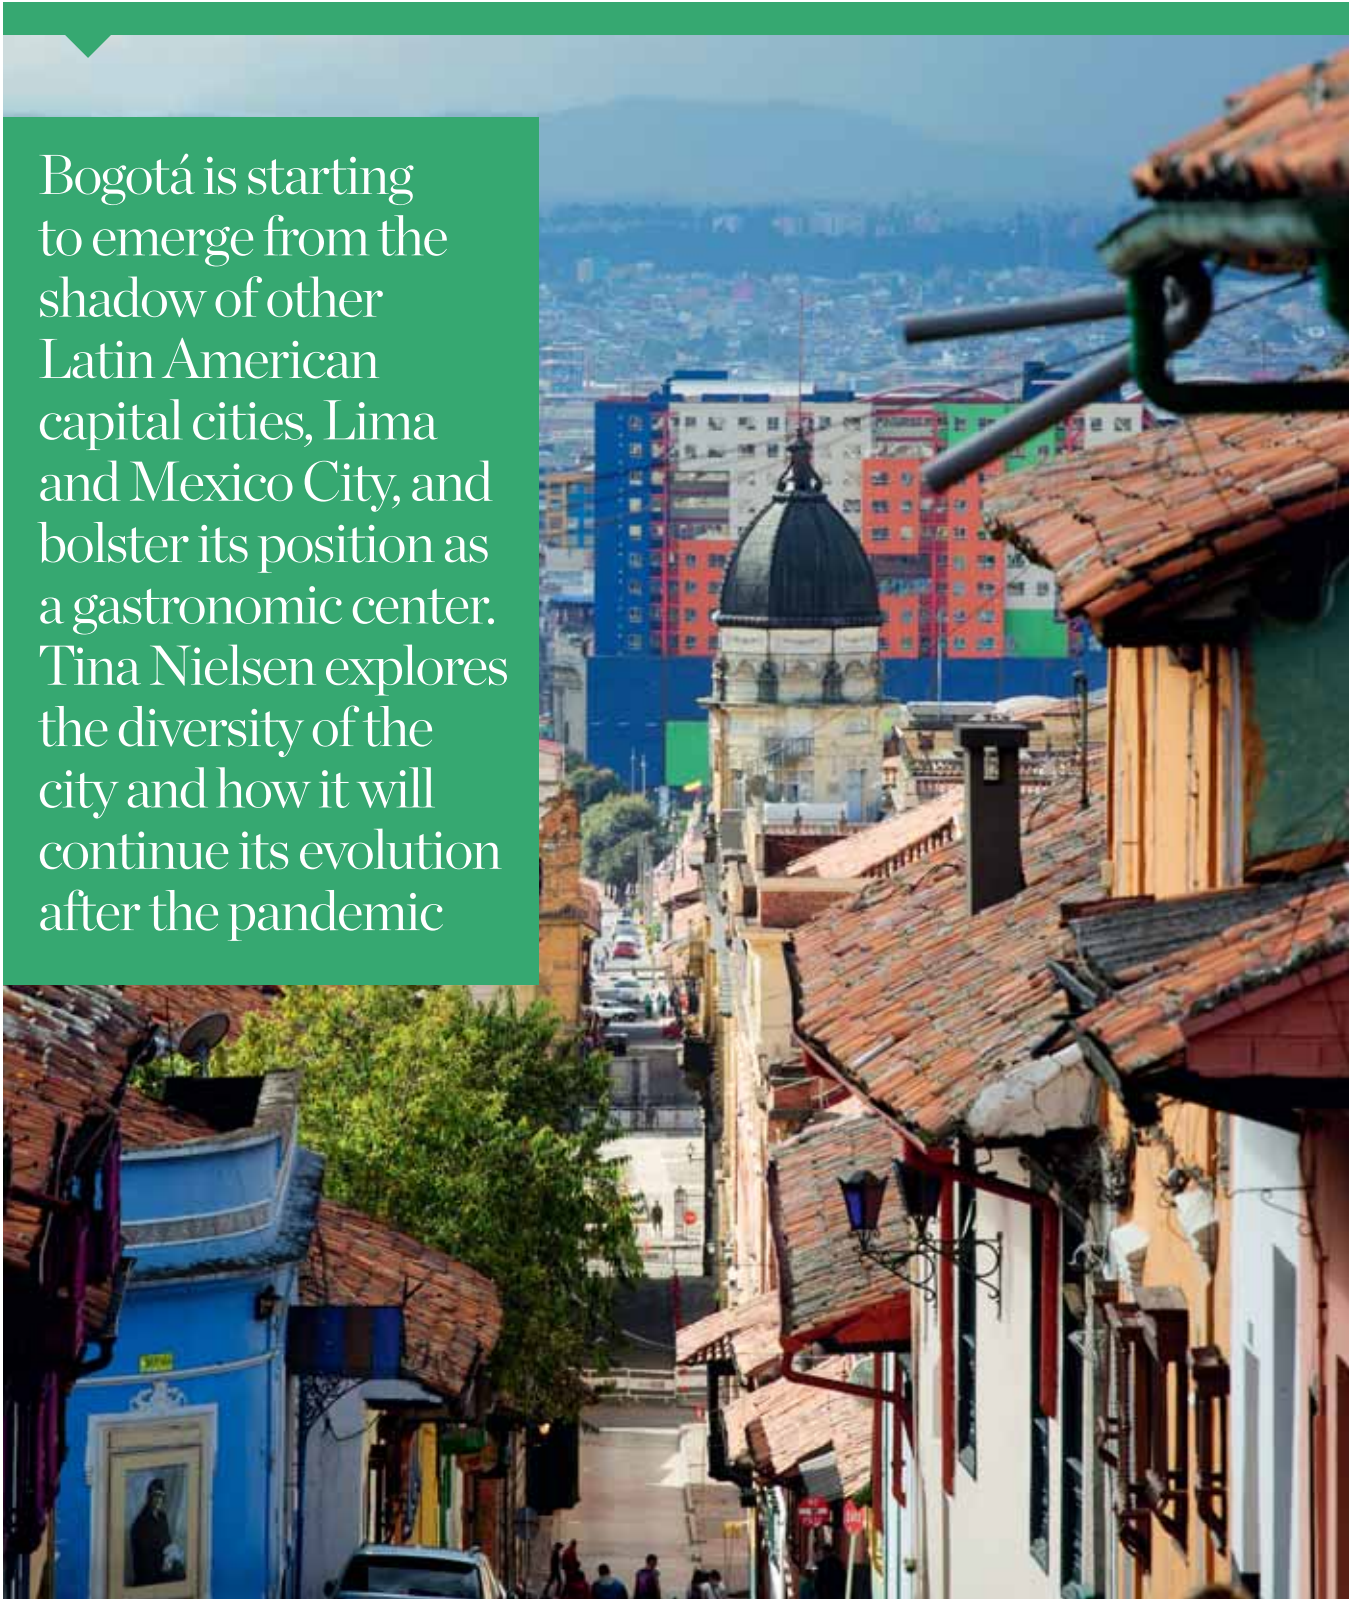 Bogotá is starting
to emerge from the
shadow of other
Latin American
capital cities, Lima
and Mexico City, and
bolster its position as
a gastronomic center.
Tina Nielsen explores
the diversity of the
city and how it will
continue its evolution
after the pandemic